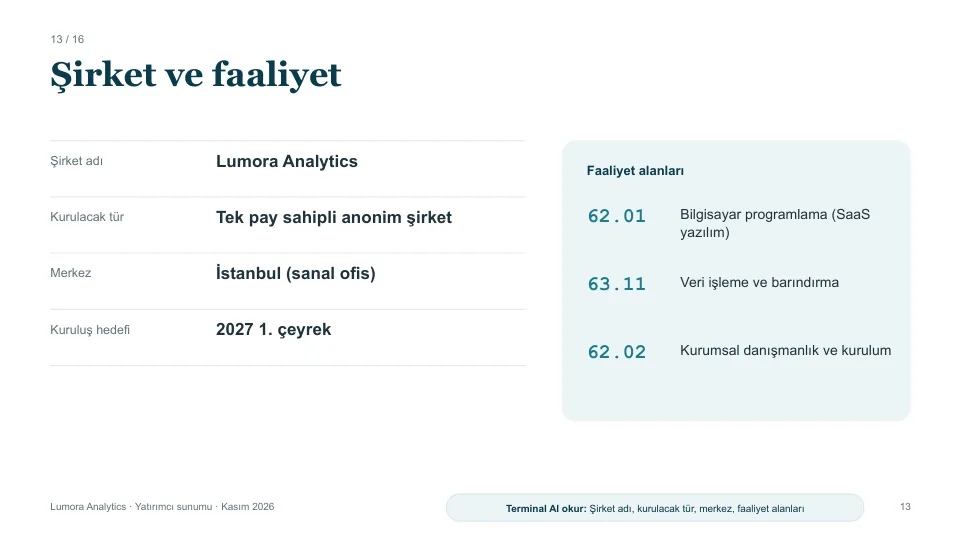 13 / 16
Şirket ve faaliyet
Şirket adı
Lumora Analytics
Kurulacak tür
Tek pay sahipli anonim şirket
Merkez
İstanbul (sanal ofis)
Kuruluş hedefi
2027 1. çeyrek
Faaliyet alanları
62.01
Bilgisayar programlama (SaaS
yazılım)
63.11
Veri işleme ve barındırma
62.02
Kurumsal danışmanlık ve kurulum
Lumora Analytics · Yatırımcı sunumu · Kasım 2026
Terminal AI okur: Şirket adı, kurulacak tür, merkez, faaliyet alanları
13